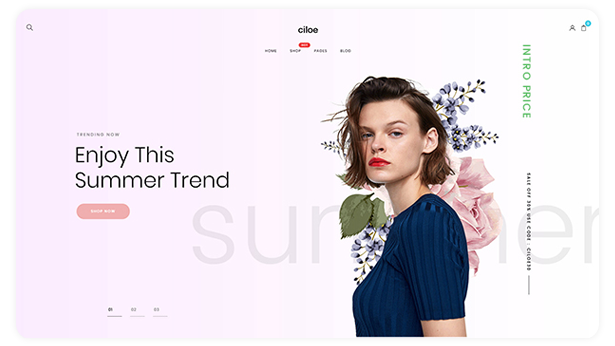 ciloe
0
HOT
HOME SHOP PAGES BLOG
INTRO PRICE
TRENDING NOW
Enjoy This
Summer Trend
SHOP NOW
summer
SALE OFF 30% USE CODE : CILOE30
01 02 03